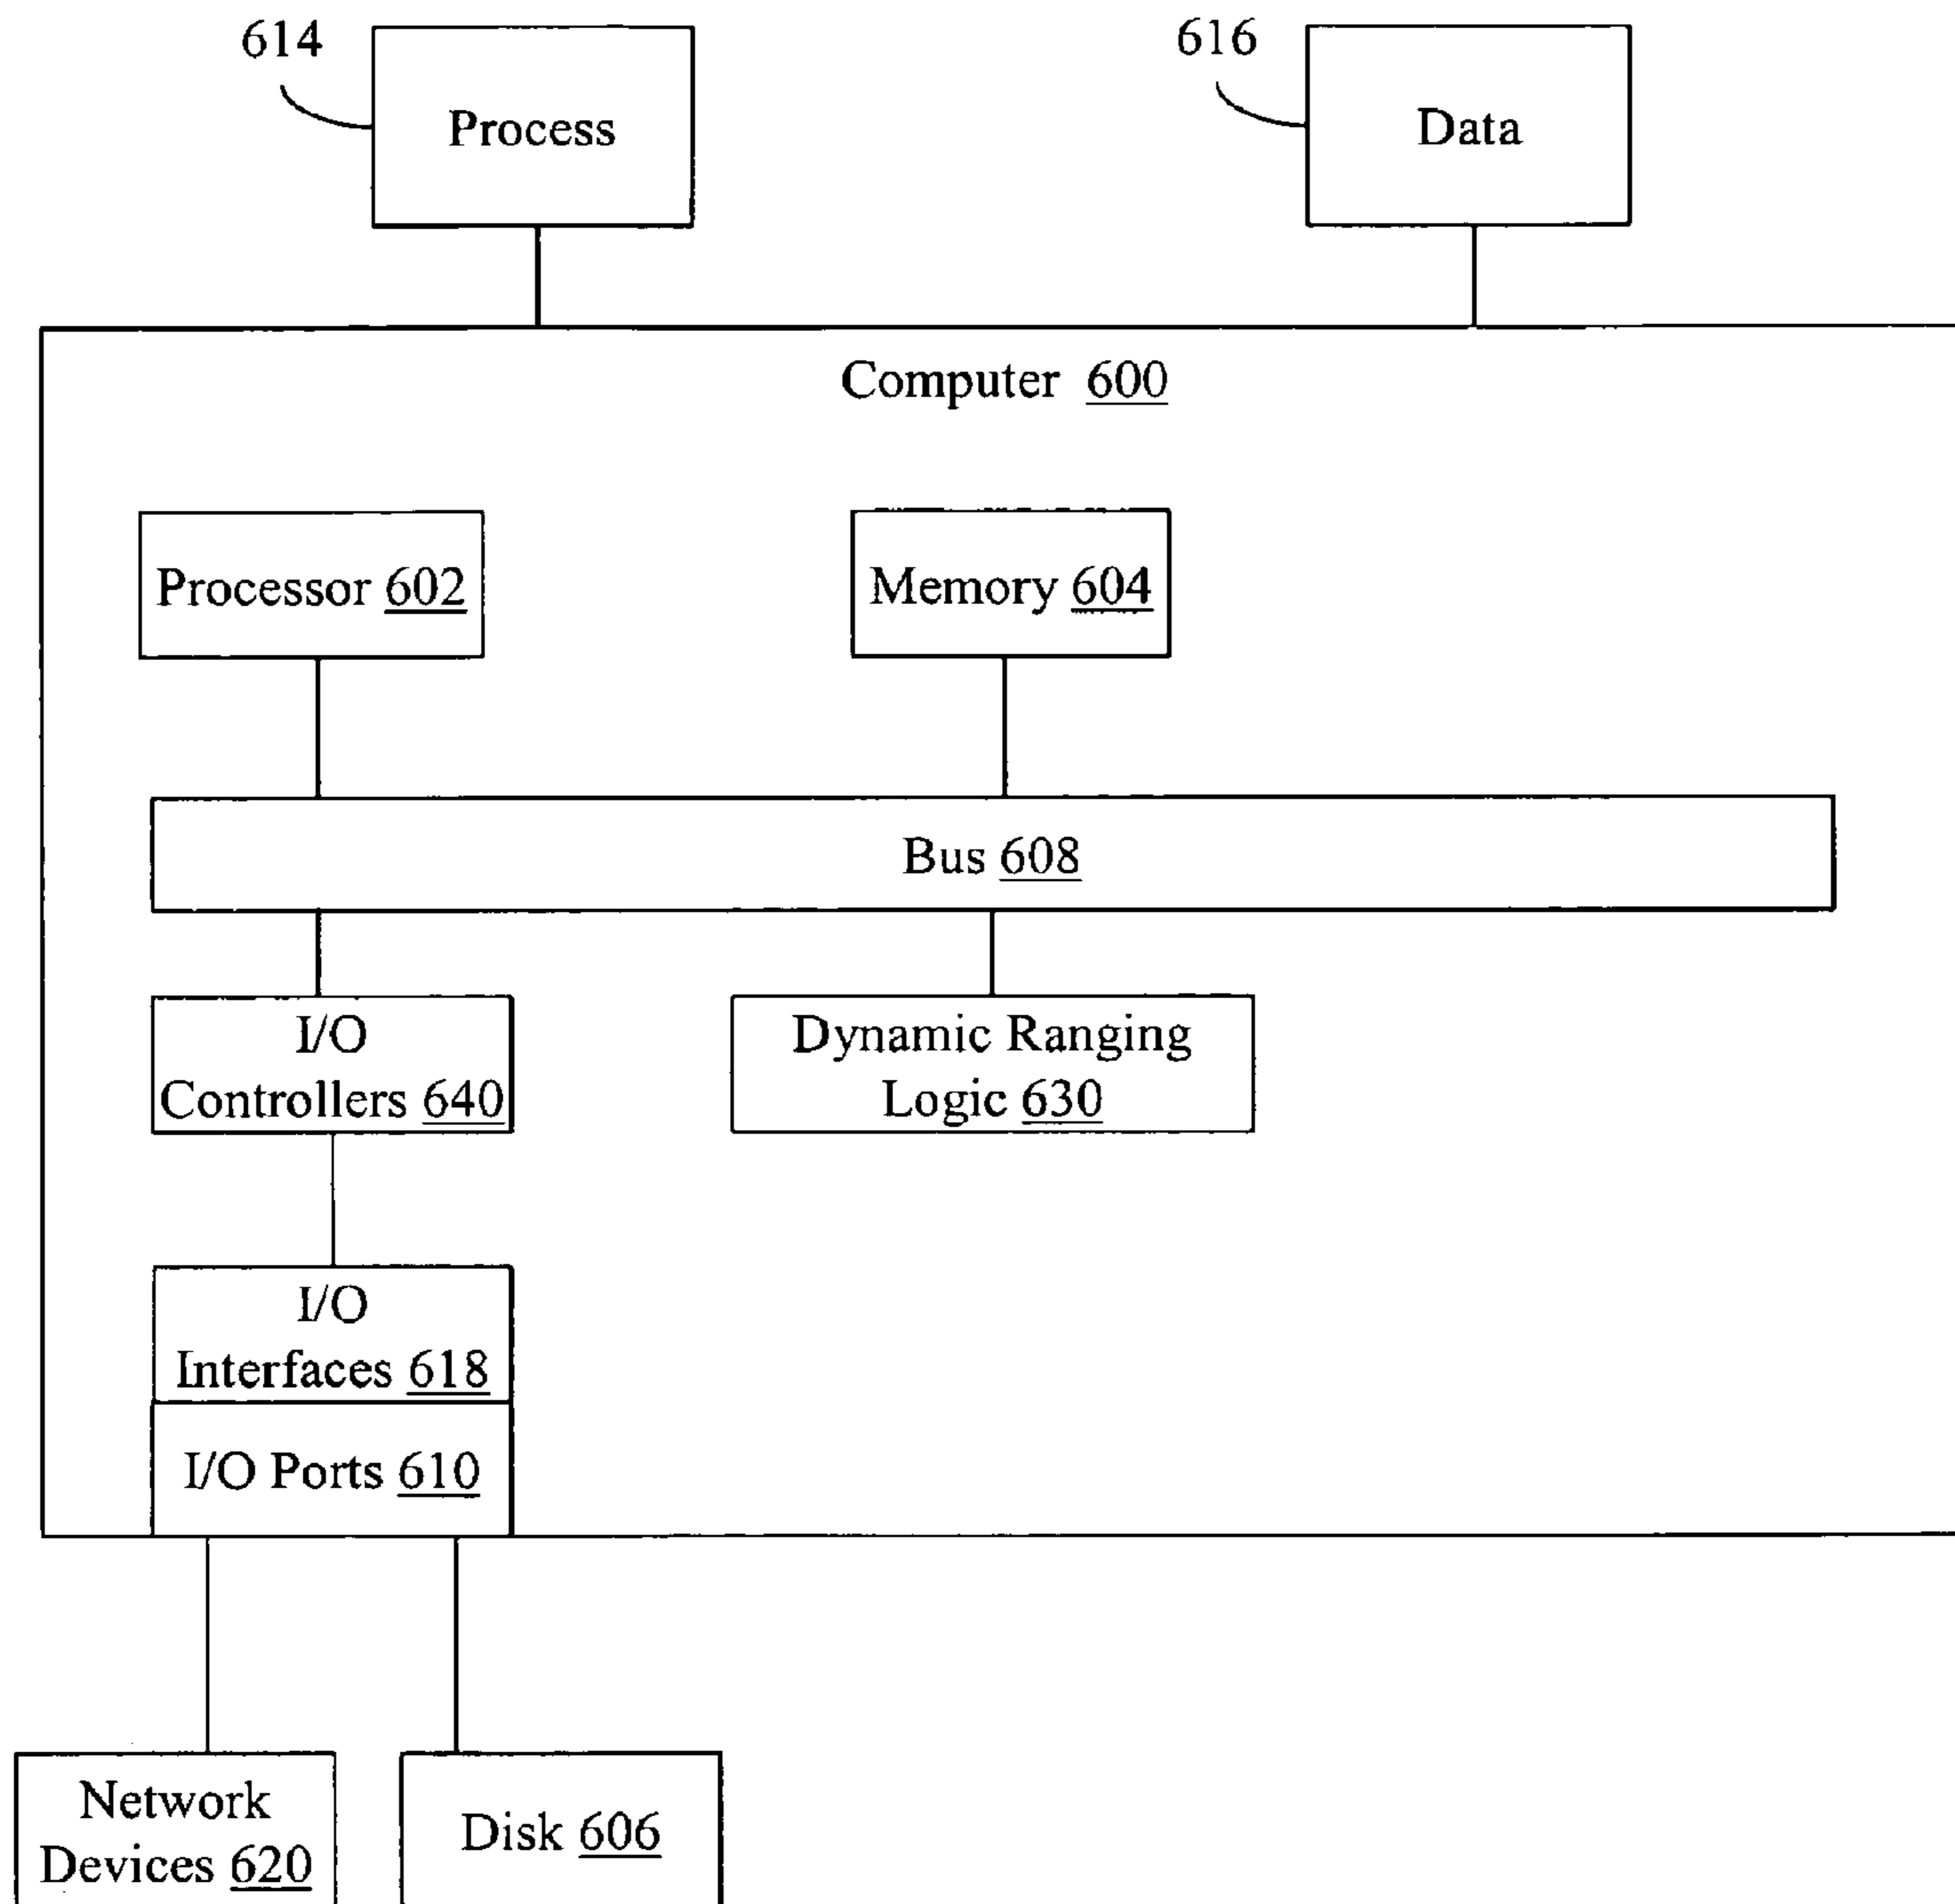 614
Process
616
Data
Computer 600
Processor 602
Memory 604
Bus 608
I/O
Controllers 640
Dynamic Ranging
Logic 630
I/O
Interfaces 618
I/O Ports 610
Network
Devices 620
Disk 606